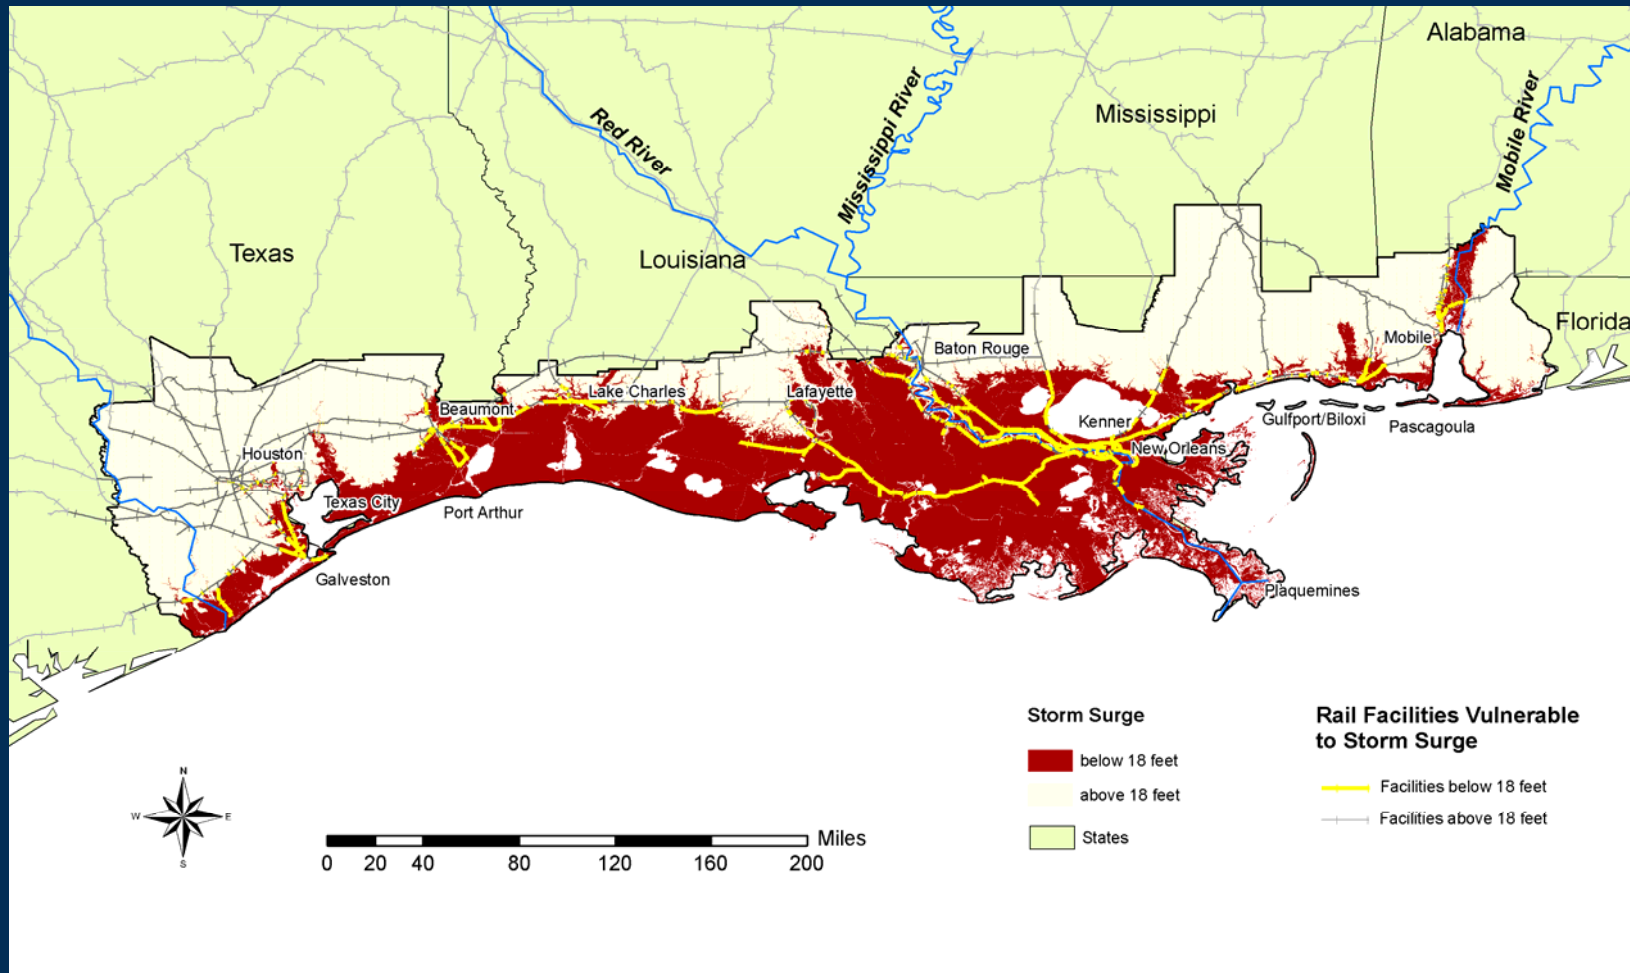 Alabama
Mississippi
Red River
Mississippi River
Mobile River
Texas
Louisiana
Florida
Mobile
Baton Rouge
Lake Charles
Lafayette
Beaumont
Kenner
Gulfport/Biloxi
Pascagoula
Houston
New Orleans
Texas City
Port Arthur
Galveston
Plaquemines
Storm Surge
below 18 feet
above 18 feet
States
Rail Facilities Vulnerable
to Storm Surge
Facilities below 18 feet
Facilities above 18 feet
N
W
E
S
Miles
0 20 40 80 120 160 200